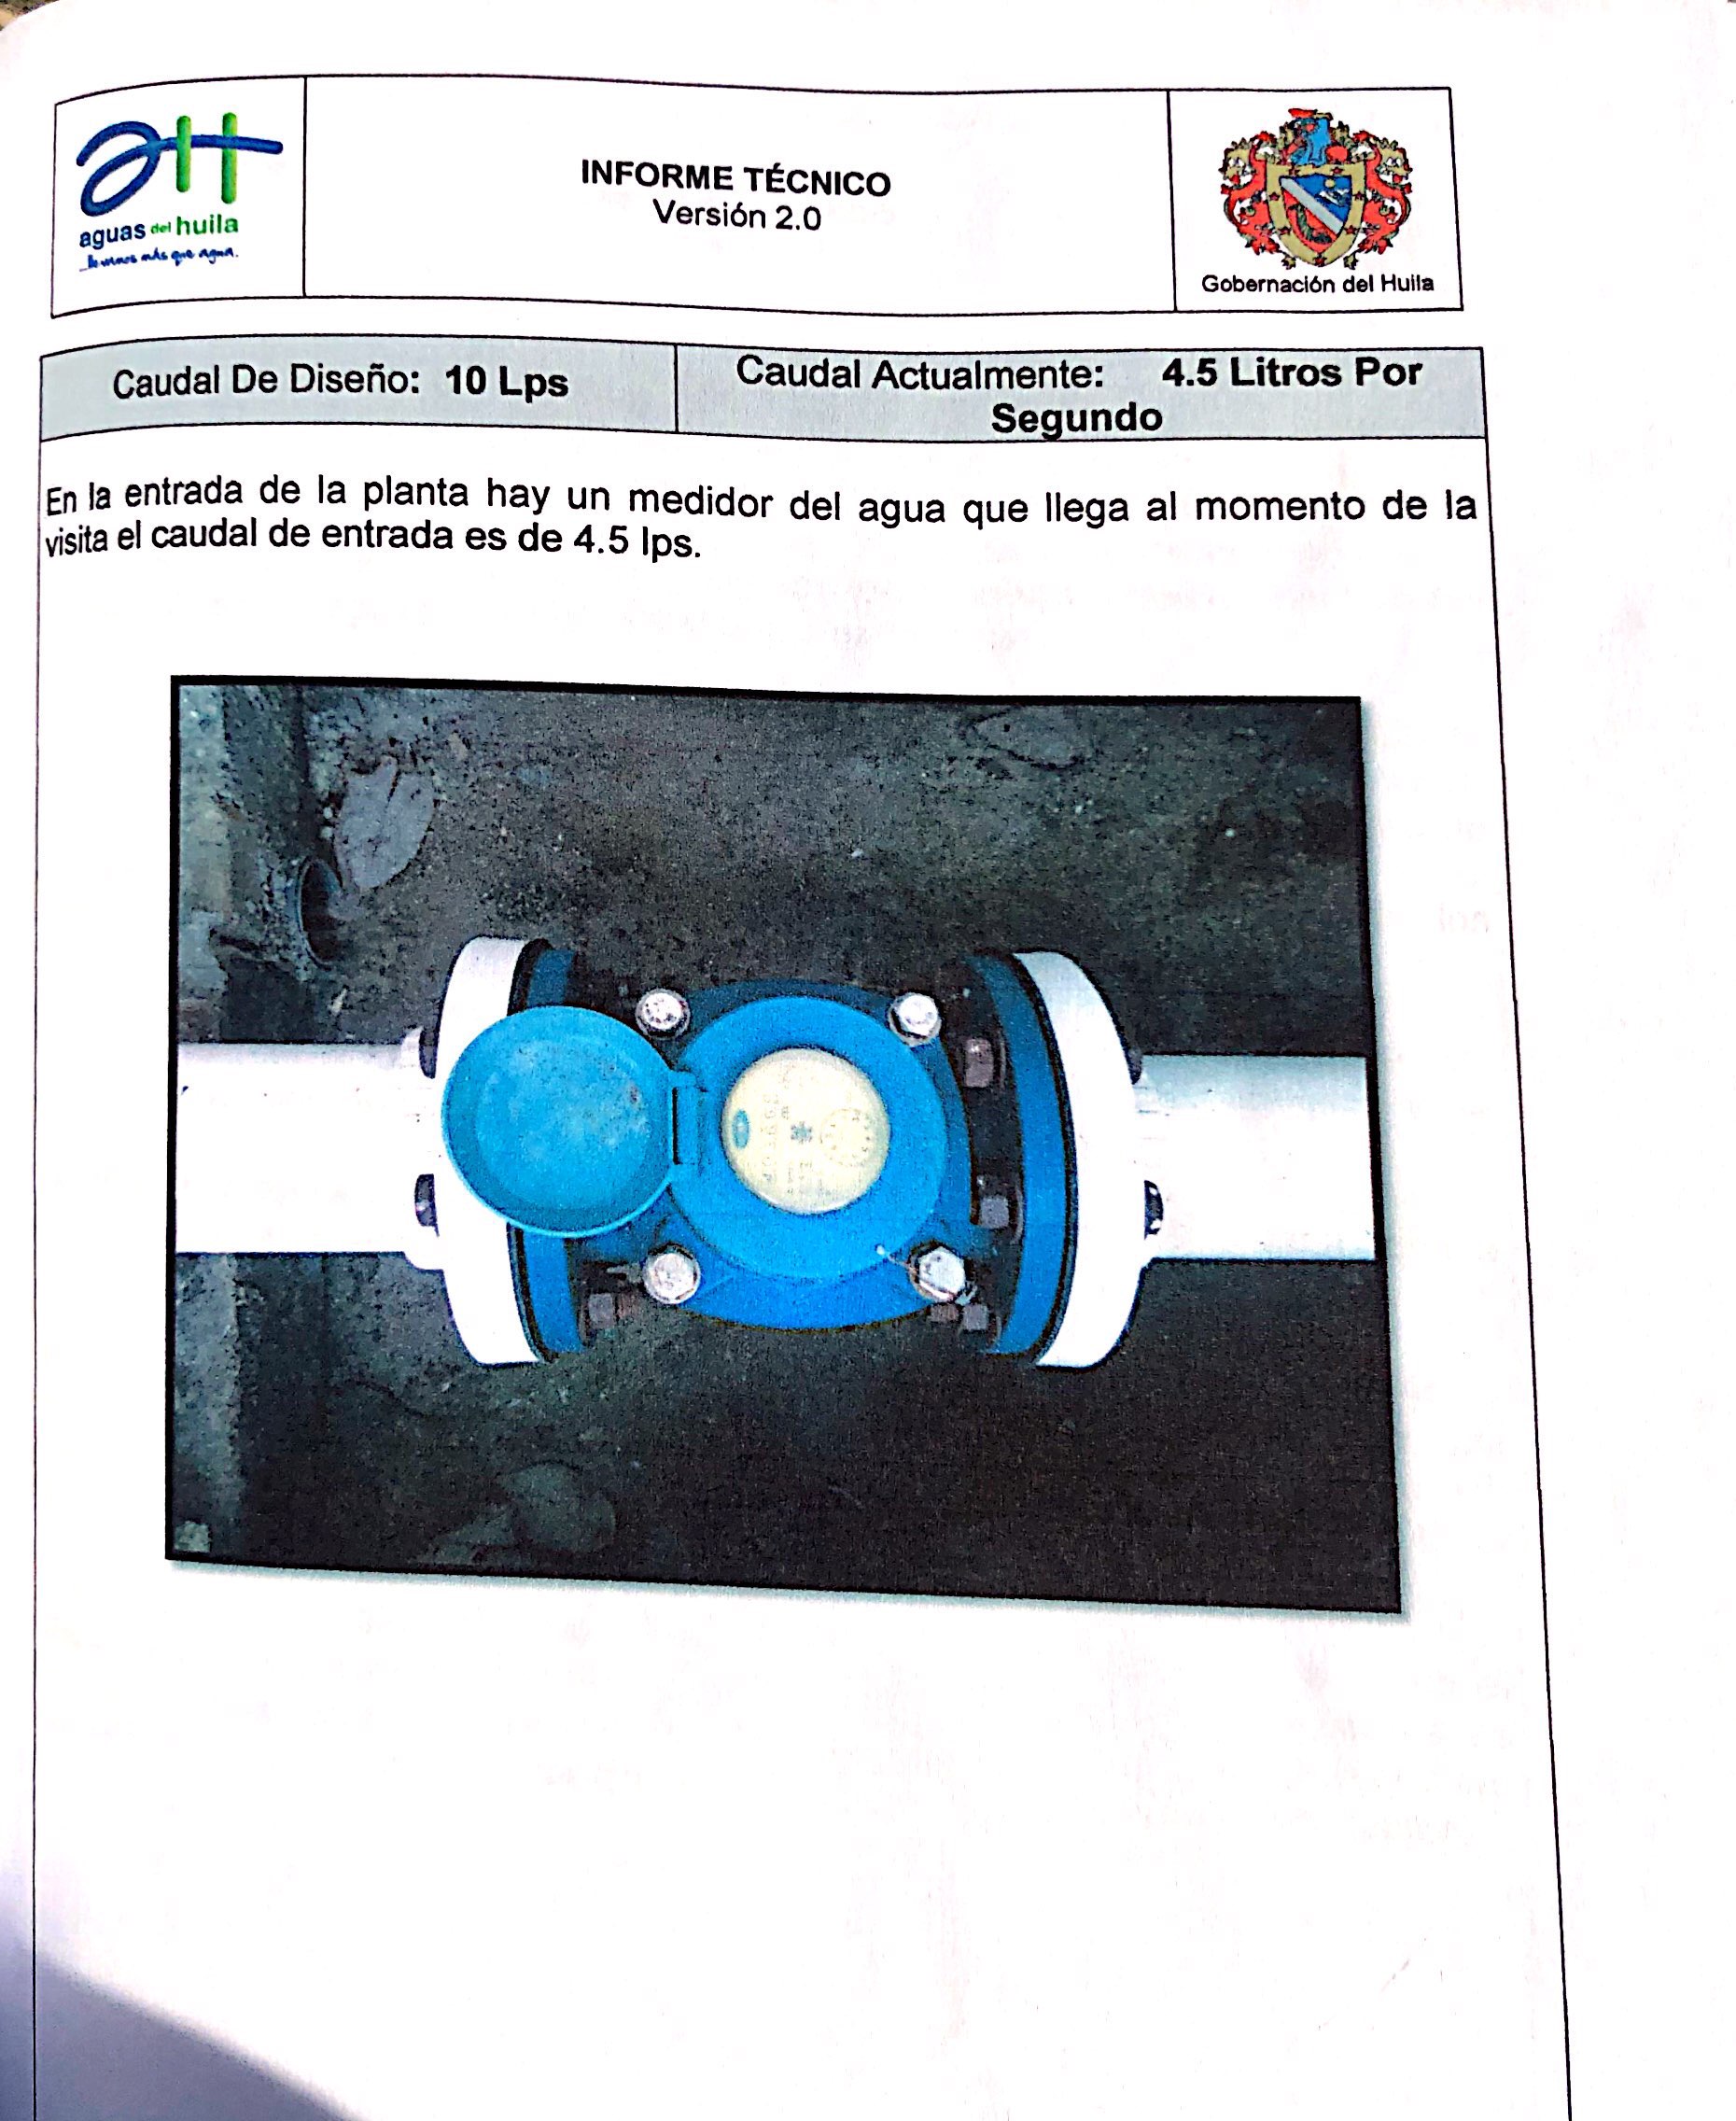 aguas del huila
llevamos más que agua.
INFORME TÉCNICO
Versión 2.0
Gobernación del Huila
Caudal De Diseño: 10 Lps
Caudal Actualmente: 4.5 Litros Por
Segundo
En la entrada de la planta hay un medidor del agua que llega al momento de la
visita el caudal de entrada es de 4.5 lps.